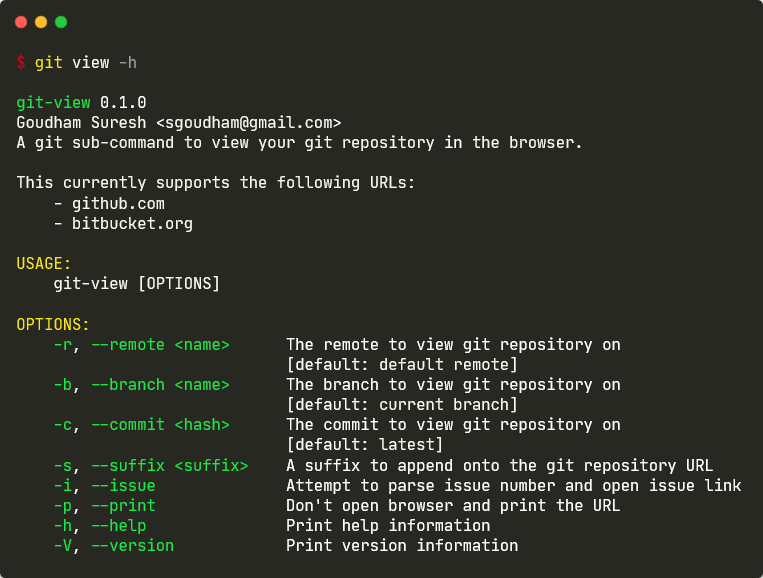 $ git view -h
git-view 0.1.0
Goudham Suresh <sgoudham@gmail.com>
A git sub-command to view your git repository in the browser.
This currently supports the following URLs:
- github.com
- bitbucket.org
USAGE:
git-view [OPTIONS]
OPTIONS:
-r, --remote <name> The remote to view git repository on
[default: default remote]
-b, --branch <name> The branch to view git repository on
[default: current branch]
-c, --commit <hash> The commit to view git repository on
[default: latest]
-s, --suffix <suffix> A suffix to append onto the git repository URL
-i, --issue Attempt to parse issue number and open issue link
-p, --print Don't open browser and print the URL
-h, --help Print help information
-V, --version Print version information